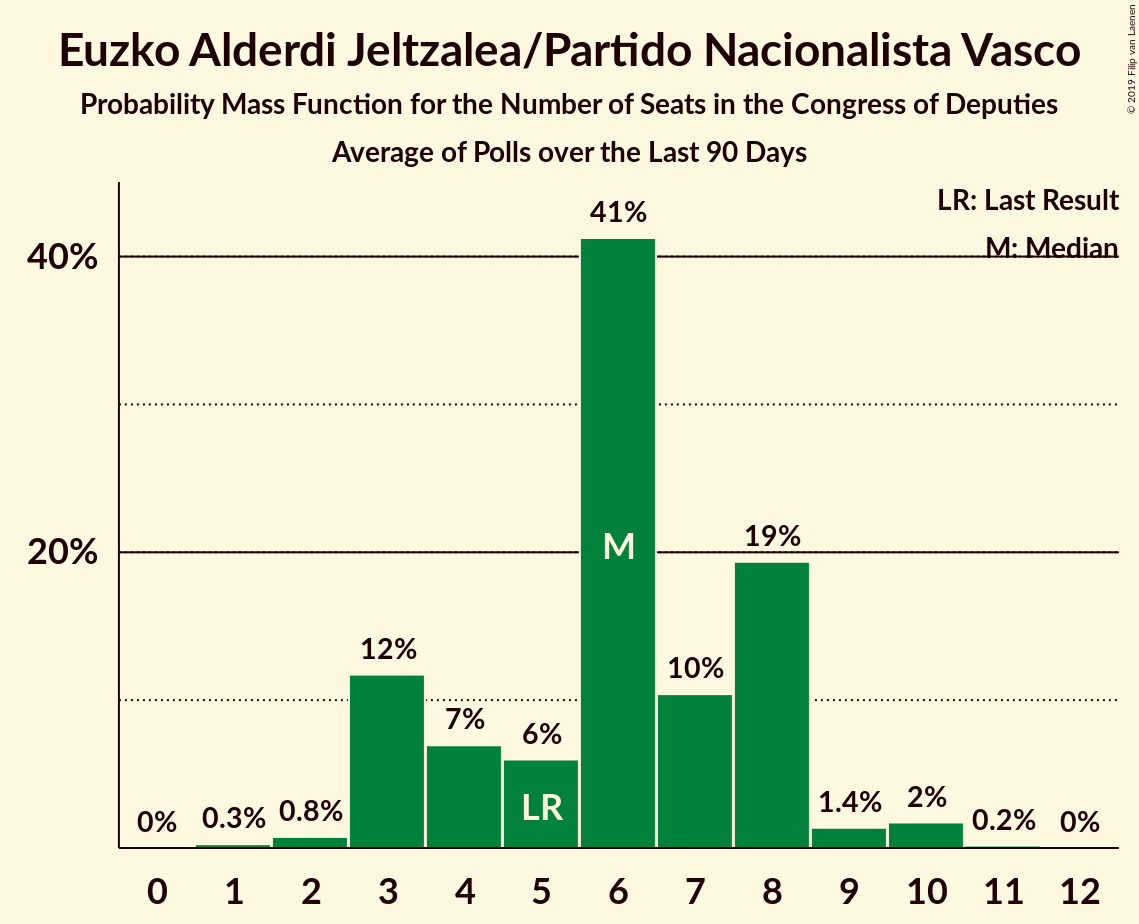 Euzko Alderdi Jeltzalea/Partido Nacionalista Vasco
Probability Mass Function for the Number of Seats in the Congress of Deputies
Average of Polls over the Last 90 Days
© 2019 Filip van Laenen
LR: Last Result
M: Median
40%
20%
0%
0.3%
0.8%
12%
7%
6%
41%
10%
19%
1.4%
2%
0.2%
0%
LR
M
0 1 2 3 4 5 6 7 8 9 10 11 12